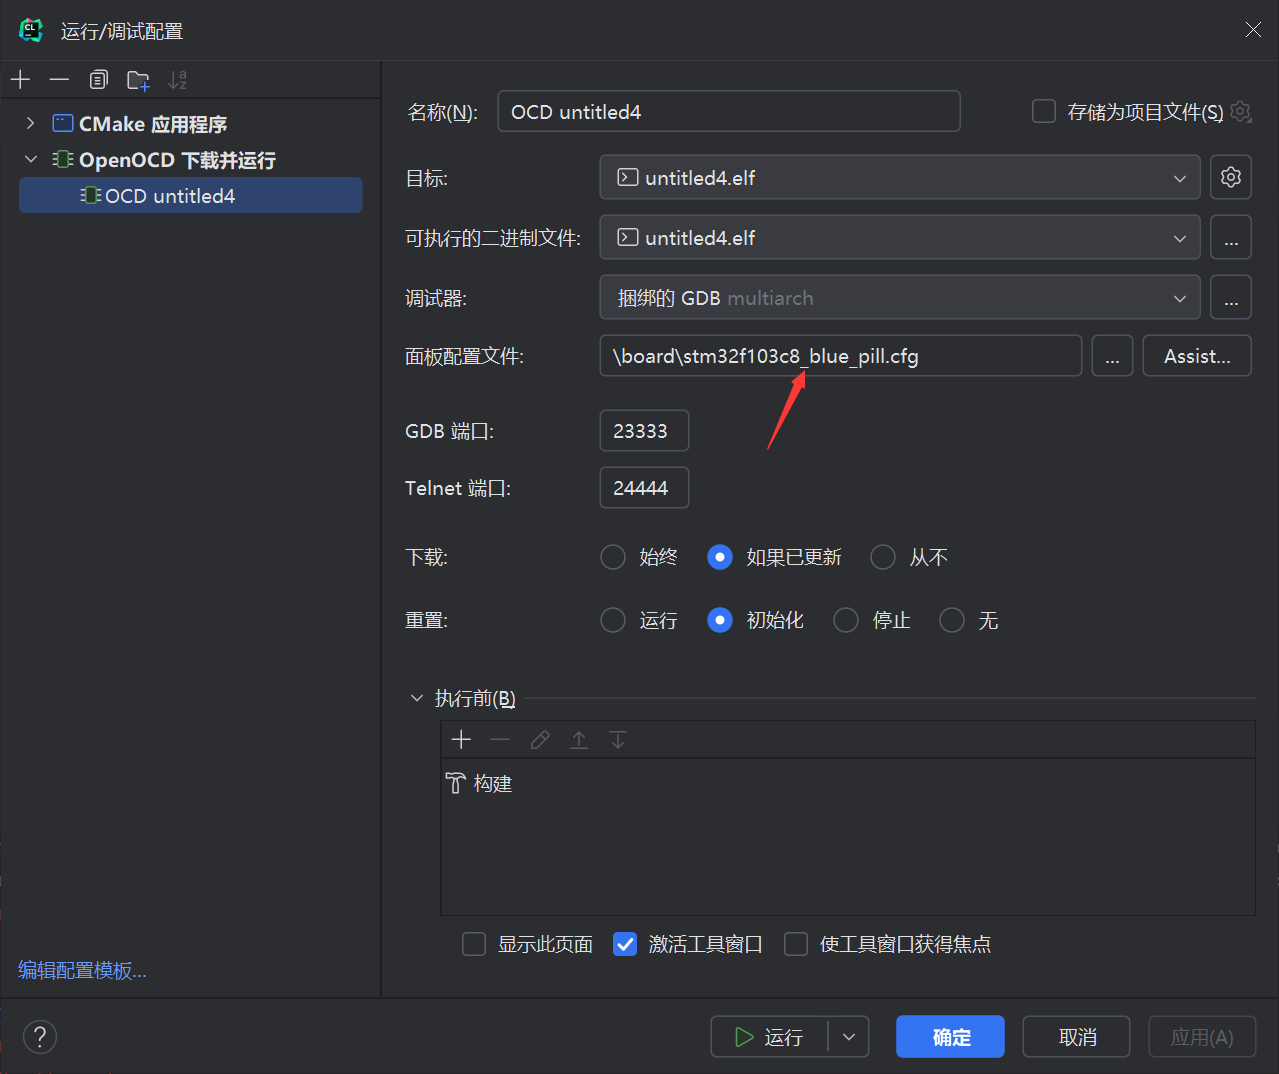 运行/调试配置
CMake 应用程序
OpenOCD 下载并运行
OCD untitled4
编辑配置模板...
名称(N): OCD untitled4 存储为项目文件(S)
目标: untitled4.elf
可执行的二进制文件: untitled4.elf ...
调试器: 捆绑的 GDB multiarch ...
面板配置文件: \board\stm32f103c8_blue_pill.cfg ... Assist...
GDB 端口: 23333
Telnet 端口: 24444
下载: 始终 如果已更新 从不
重置: 运行 初始化 停止 无
执行前(B)
构建
显示此页面 激活工具窗口 使工具窗口获得焦点
? 运行 确定 取消 应用(A)